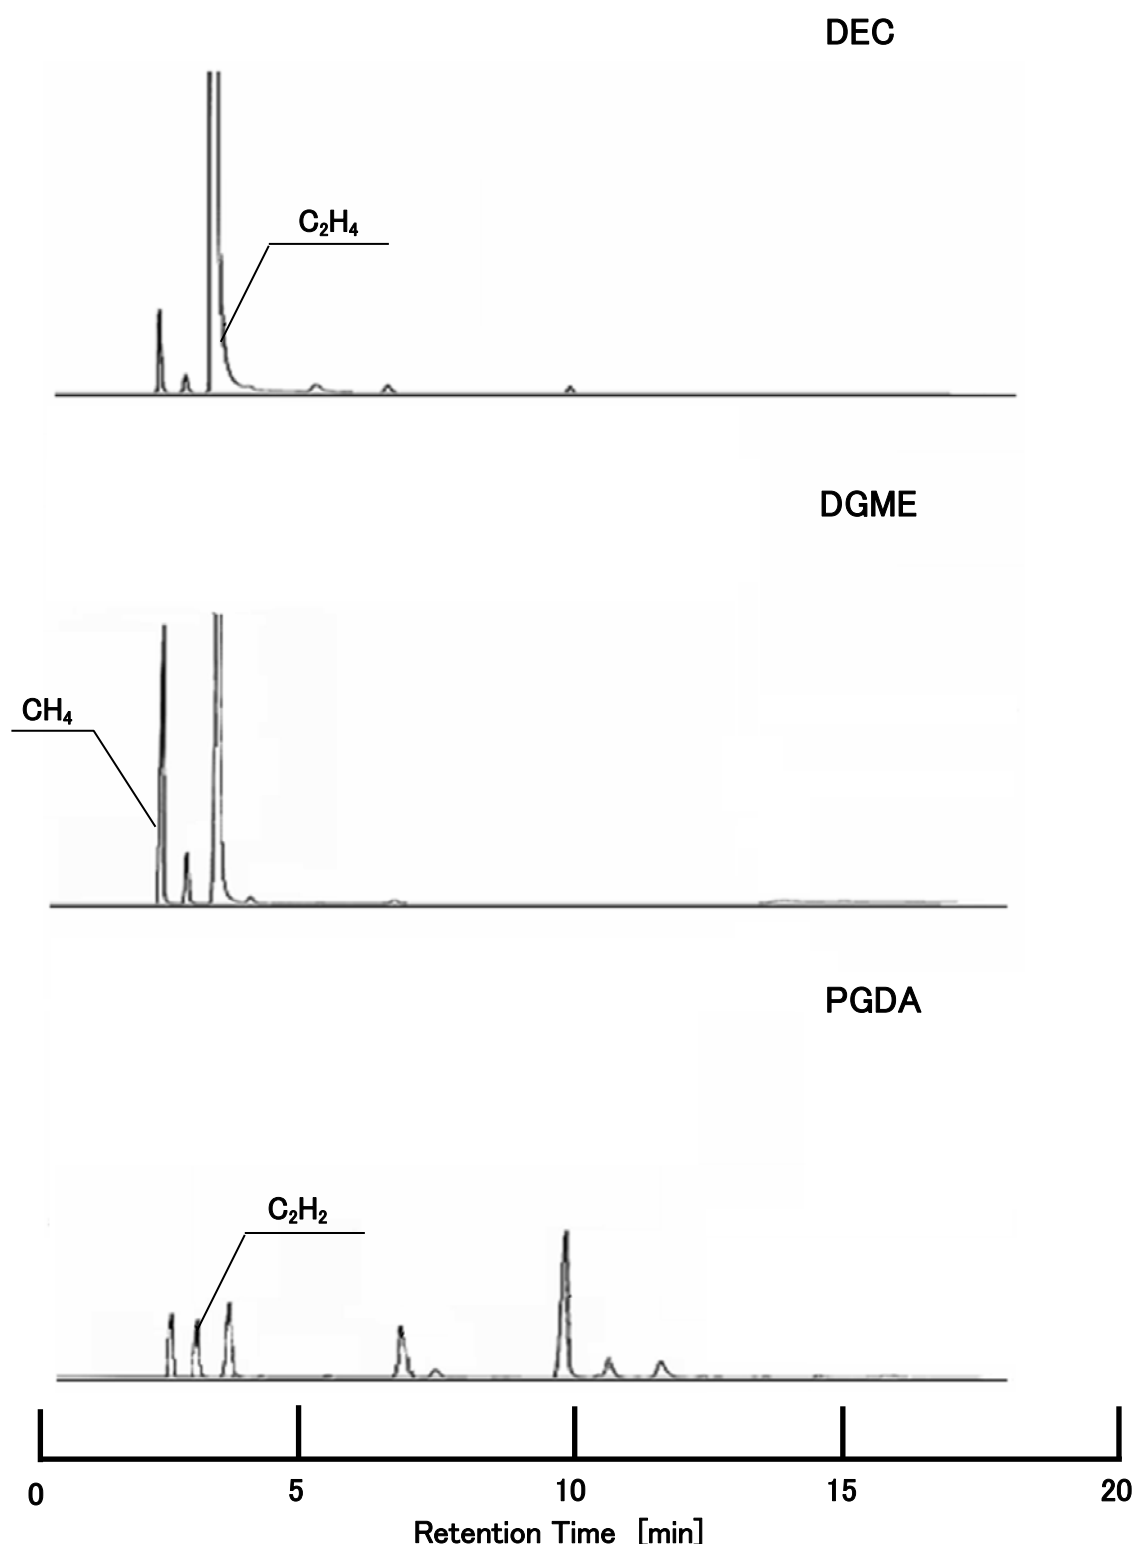 DEC
C₂H₄
DGME
CH₄
PGDA
C₂H₂
0 5 10 15 20
Retention Time [min]